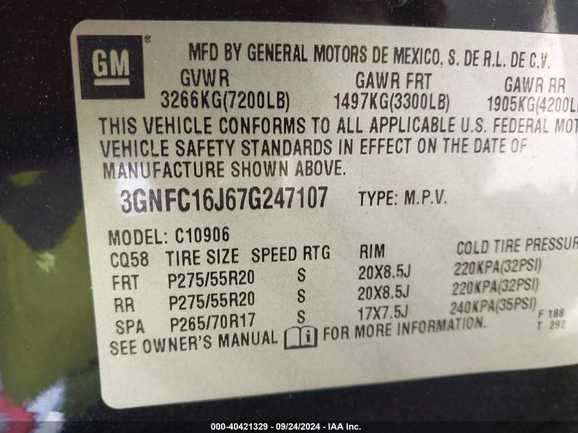 GM ®
MFD BY GENERAL MOTORS DE MEXICO, S. DE R.L. DE C.V.
GVWR GAWR FRT GAWR RR
3266KG(7200LB) 1497KG(3300LB) 1905KG(4200L
THIS VEHICLE CONFORMS TO ALL APPLICABLE U.S. FEDERAL MOT
VEHICLE SAFETY STANDARDS IN EFFECT ON THE DATE OF
MANUFACTURE SHOWN ABOVE.
3GNFC16J67G247107 TYPE: M.P.V.
MODEL: C10906
CQ58 TIRE SIZE SPEED RTG RIM COLD TIRE PRESSUR
FRT P275/55R20 S 20X8.5J 220KPA(32PSI)
RR P275/55R20 S 20X8.5J 220KPA(32PSI)
SPA P265/70R17 S 17X7.5J 240KPA(35PSI)
F 188
T 292
SEE OWNER'S MANUAL FOR MORE INFORMATION.
000-40421329 - 09/24/2024 - IAA Inc.